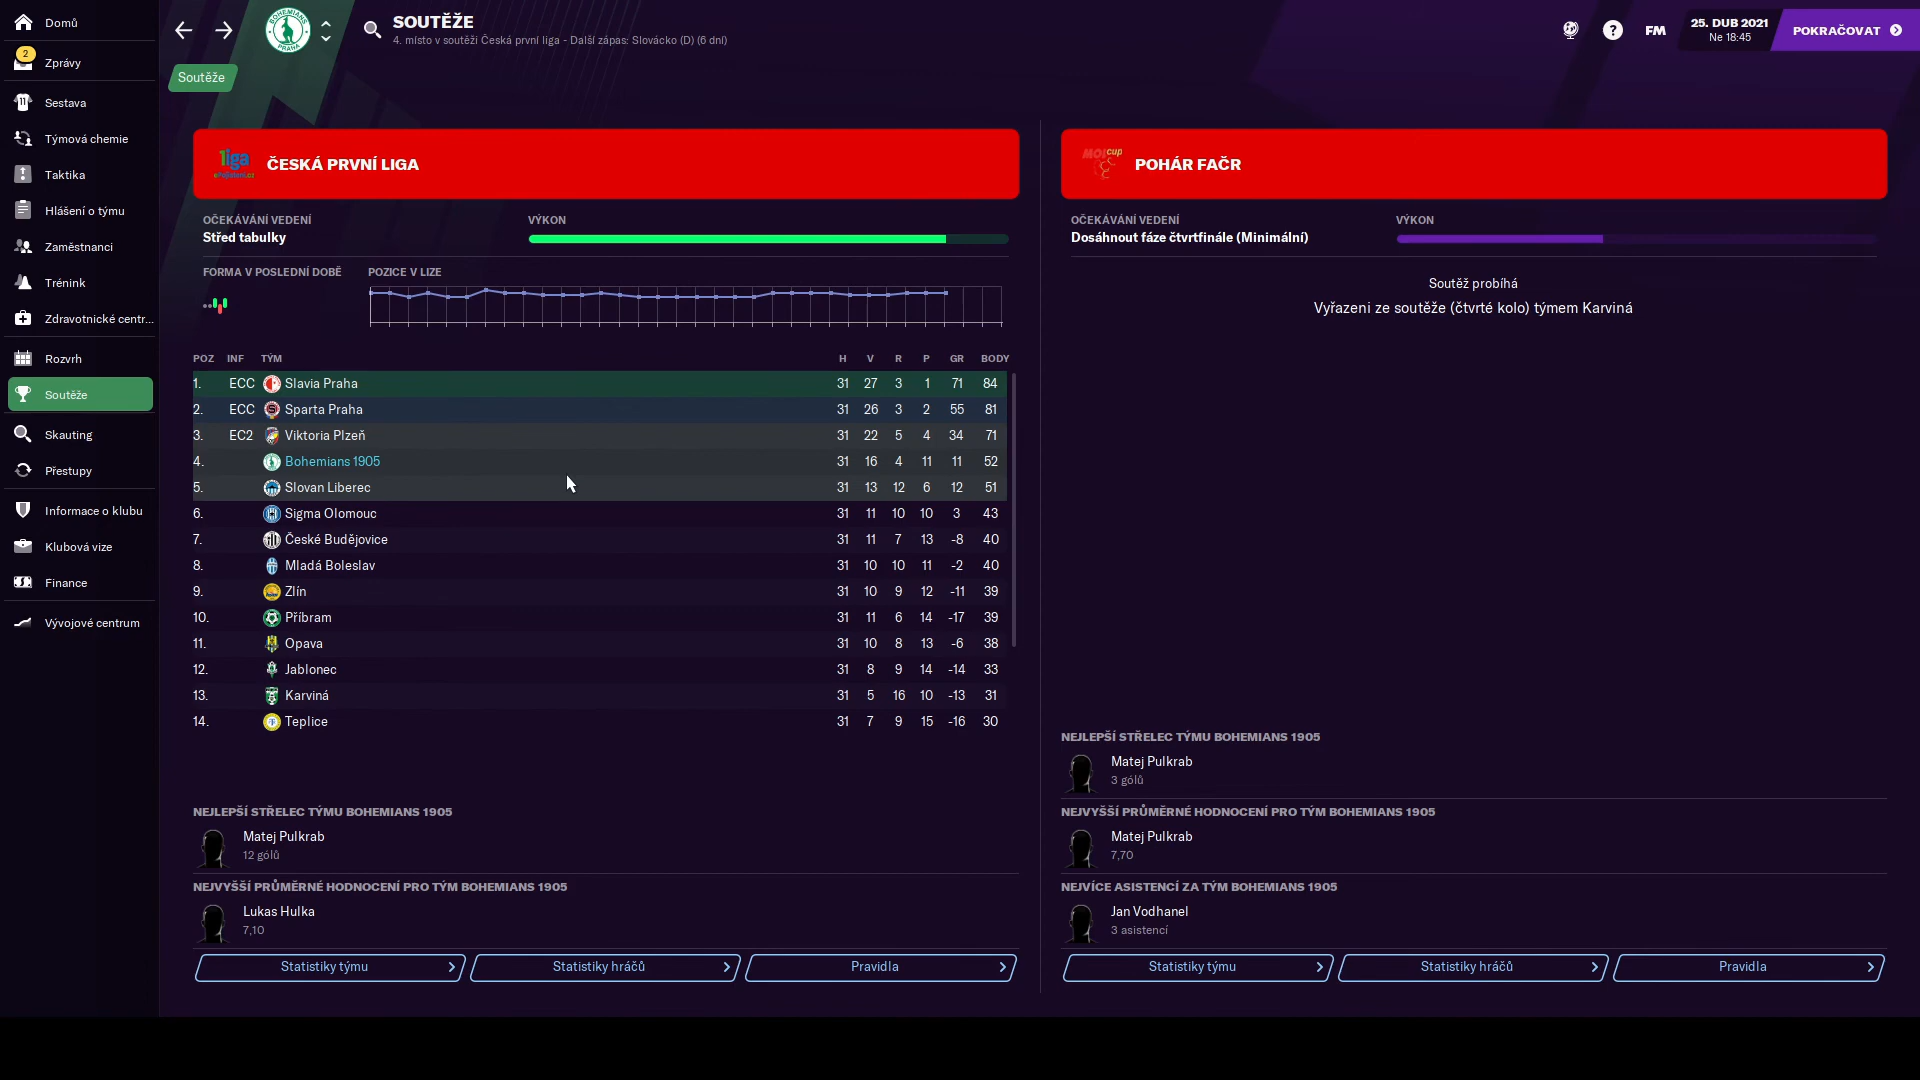 Domů
2
Zprávy
Sestava
Týmová chemie
Taktika
Hlášení o týmu
Zaměstnanci
Trénink
Zdravotnické centr...
Rozvrh
Soutěže
Skauting
Přestupy
Informace o klubu
Klubová vize
Finance
Vývojové centrum
BOHEMIANS PRAHA
SOUTĚŽE
4. místo v soutěži Česká první liga - Další zápas: Slovácko (D) (6 dní)
FM
25. DUB 2021
Ne 18:45
POKRAČOVAT
Soutěže
1liga
ČESKÁ PRVNÍ LIGA
OČEKÁVÁNÍ VEDENÍ
VÝKON
Střed tabulky
FORMA V POSLEDNÍ DOBĚ
POZICE V LIZE
POZ INF TÝM H V R P GR BODY
1. ECC Slavia Praha 31 27 3 1 71 84
2. ECC Sparta Praha 31 26 3 2 55 81
3. EC2 Viktoria Plzeň 31 22 5 4 34 71
4. Bohemians 1905 31 16 4 11 11 52
5. Slovan Liberec 31 13 12 6 12 51
6. Sigma Olomouc 31 11 10 10 3 43
7. České Budějovice 31 11 7 13 -8 40
8. Mladá Boleslav 31 10 10 11 -2 40
9. Zlín 31 10 9 12 -11 39
10. Příbram 31 11 6 14 -17 39
11. Opava 31 10 8 13 -6 38
12. Jablonec 31 8 9 14 -14 33
13. Karviná 31 5 16 10 -13 31
14. Teplice 31 7 9 15 -16 30
NEJLEPŠÍ STŘELEC TÝMU BOHEMIANS 1905
Matej Pulkrab
12 gólů
NEJVYŠŠÍ PRŮMĚRNÉ HODNOCENÍ PRO TÝM BOHEMIANS 1905
Lukas Hulka
7,10
Statistiky týmu
Statistiky hráčů
Pravidla
MOL cup
POHÁR FAČR
OČEKÁVÁNÍ VEDENÍ
VÝKON
Dosáhnout fáze čtvrtfinále (Minimální)
Soutěž probíhá
Vyřazeni ze soutěže (čtvrté kolo) týmem Karviná
NEJLEPŠÍ STŘELEC TÝMU BOHEMIANS 1905
Matej Pulkrab
3 gólů
NEJVYŠŠÍ PRŮMĚRNÉ HODNOCENÍ PRO TÝM BOHEMIANS 1905
Matej Pulkrab
7,70
NEJVÍCE ASISTENCÍ ZA TÝM BOHEMIANS 1905
Jan Vodhanel
3 asistencí
Statistiky týmu
Statistiky hráčů
Pravidla